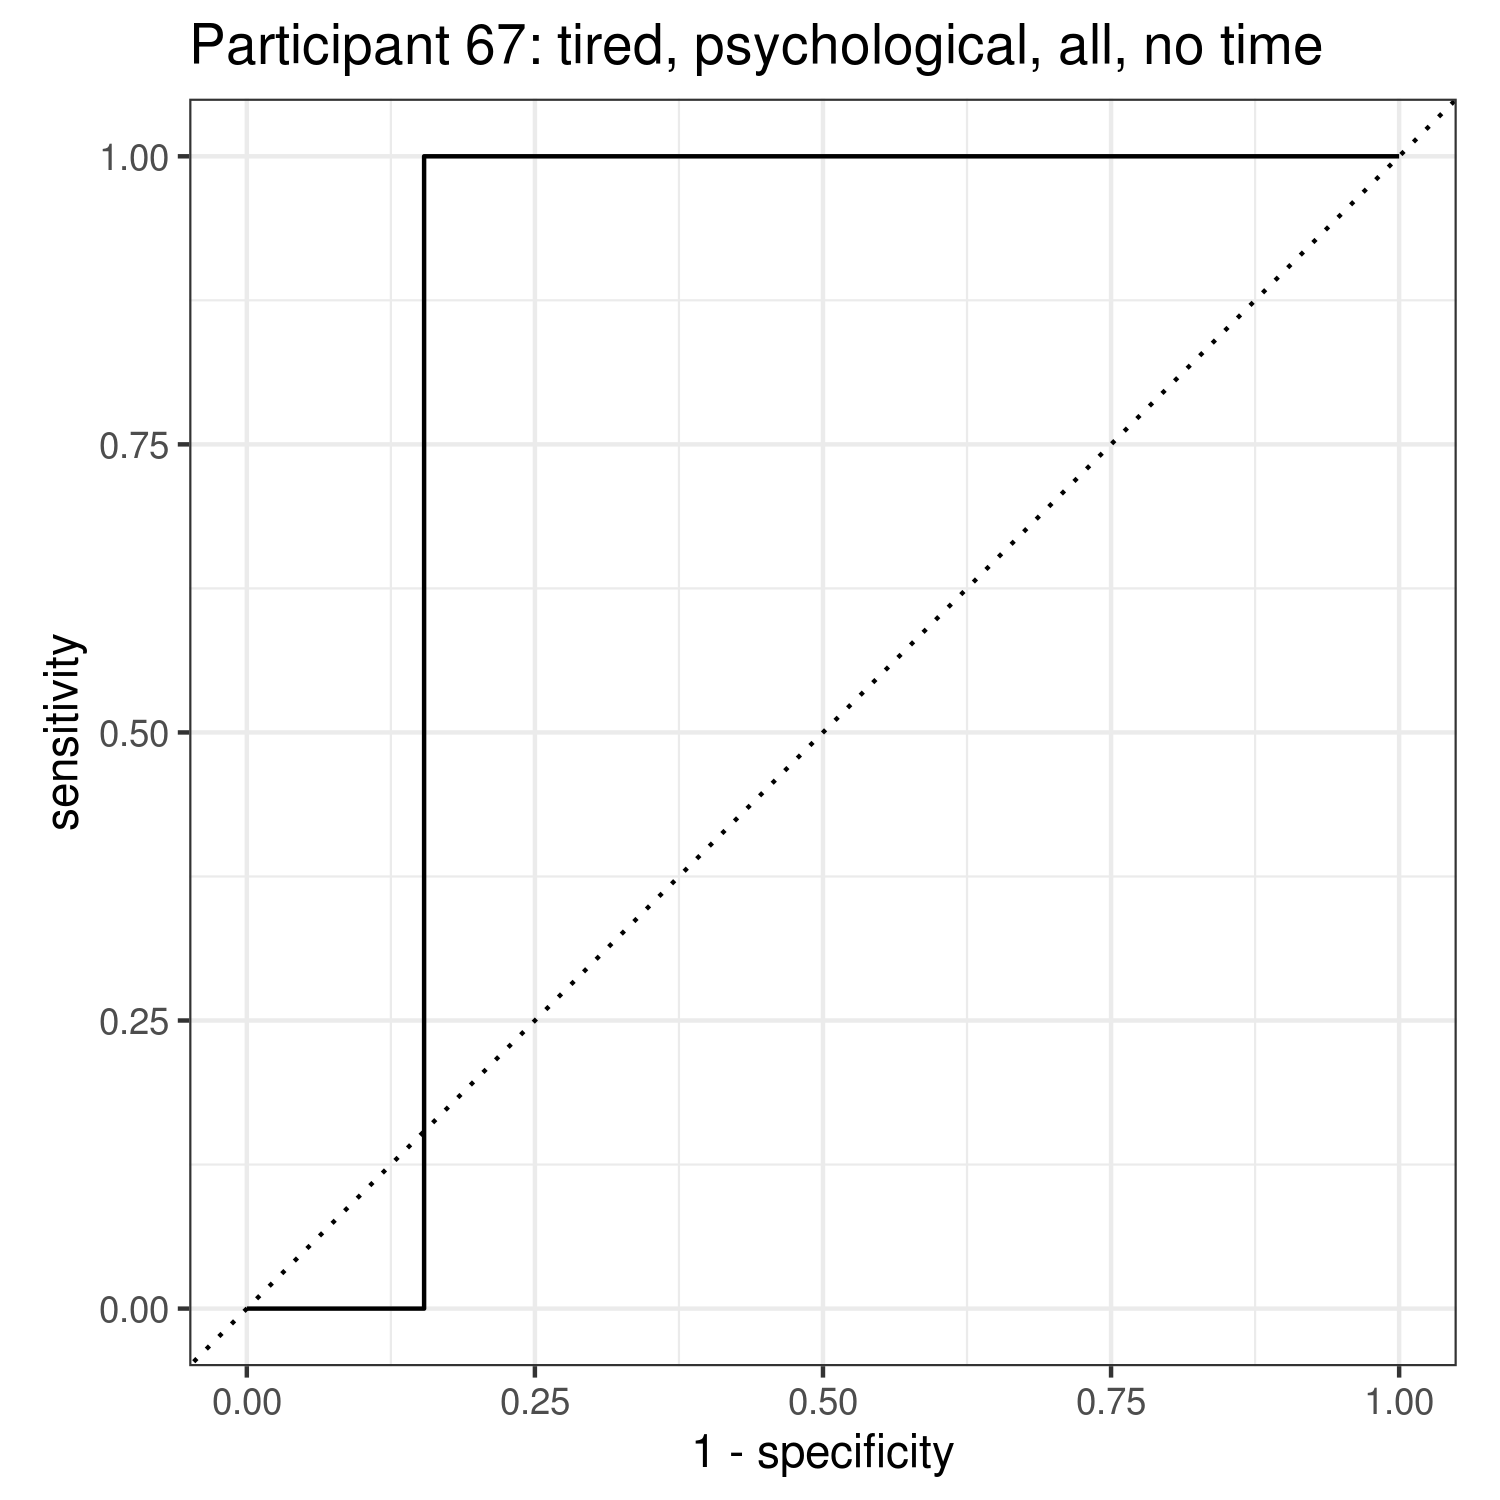 Participant 67: tired, psychological, all, no time
1.00
0.75
0.50
0.25
0.00
sensitivity
0.00 0.25 0.50 0.75 1.00
1 - specificity